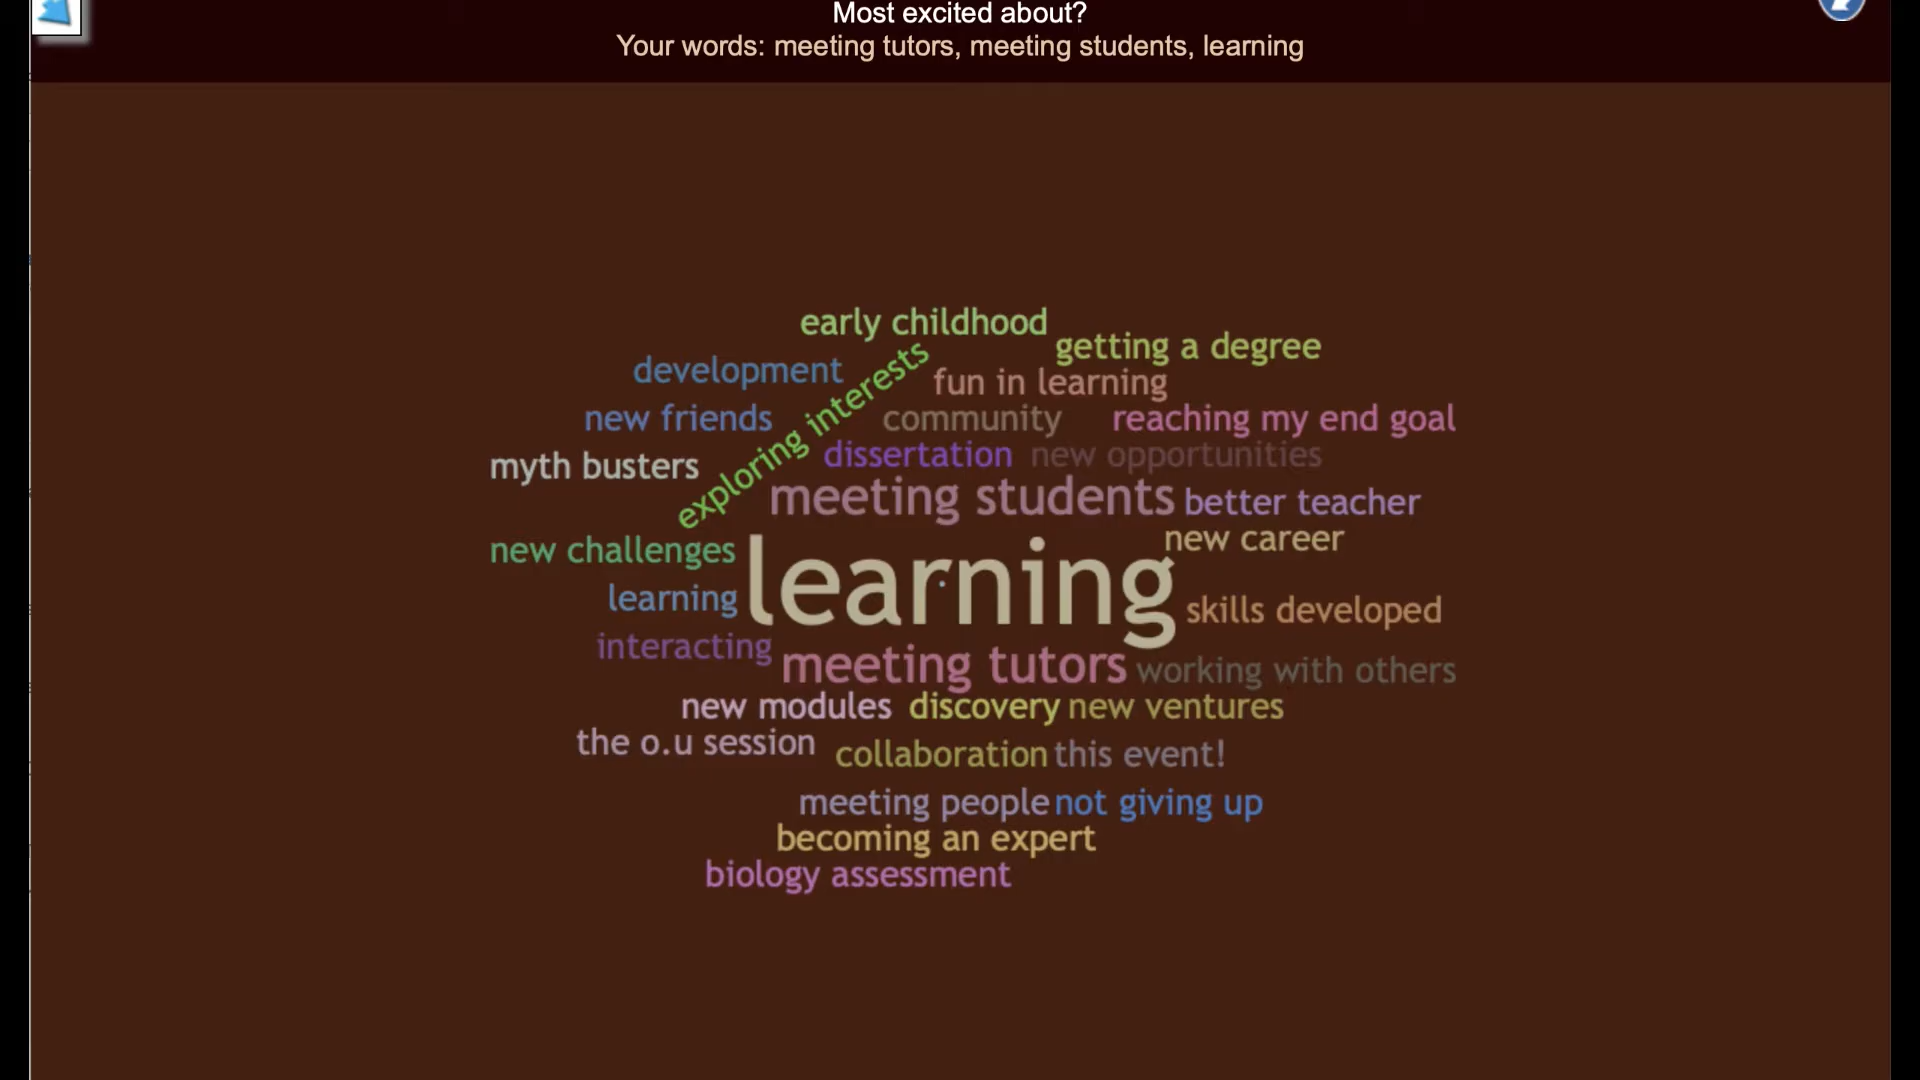 Most excited about?
Your words: meeting tutors, meeting students, learning
early childhood
getting a degree
development
exploring interests
fun in learning
new friends
community
reaching my end goal
myth busters
dissertation
new opportunities
meeting students
better teacher
new challenges
learning
new career
learning
skills developed
interacting
meeting tutors
working with others
new modules
discovery
new ventures
the o.u session
collaboration
this event!
meeting people
not giving up
becoming an expert
biology assessment